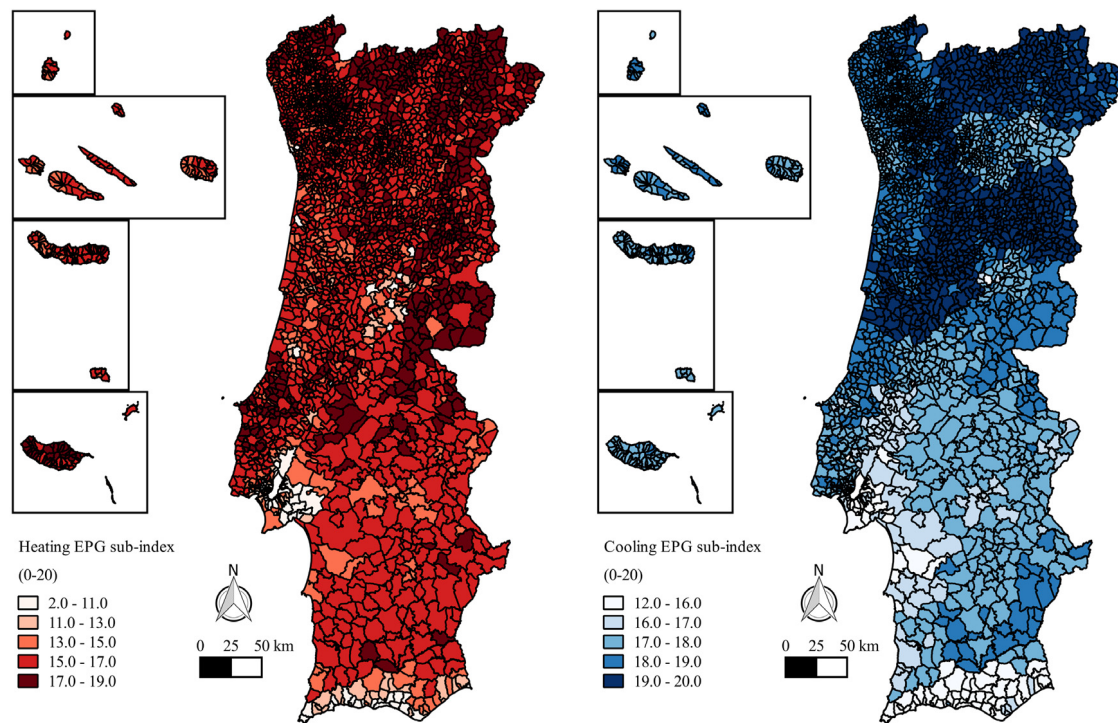 Heating EPG sub-index
(0-20)
2.0 - 11.0
11.0 - 13.0
13.0 - 15.0
15.0 - 17.0
17.0 - 19.0
N
0 25 50 km
Cooling EPG sub-index
(0-20)
12.0 - 16.0
16.0 - 17.0
17.0 - 18.0
18.0 - 19.0
19.0 - 20.0
N
0 25 50 km